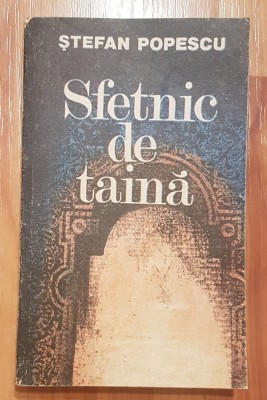 ŞTEFAN POPESCU
Sfetnic
de
taină